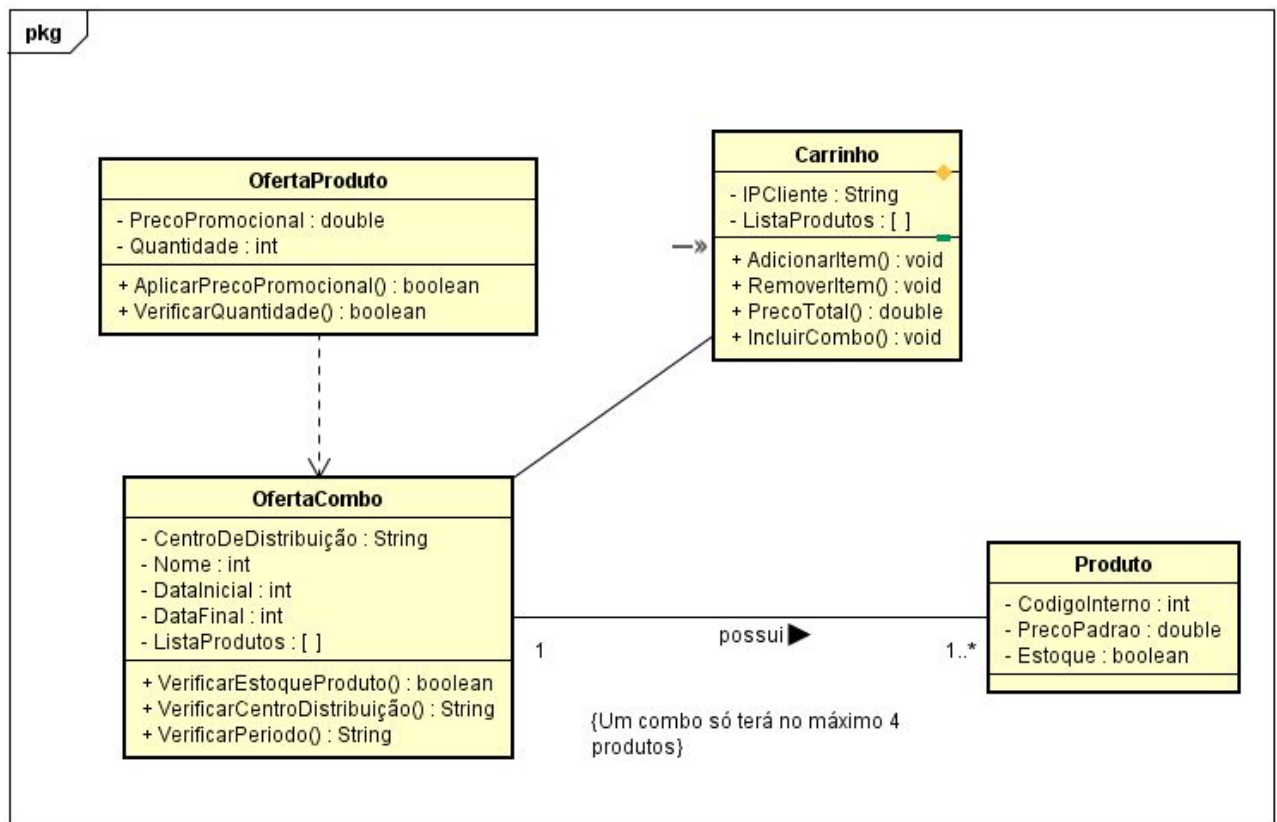 pkg
OfertaProduto
- PrecoPromocional : double
- Quantidade : int
+ AplicarPrecoPromocional() : boolean
+ VerificarQuantidade() : boolean
Carrinho
- IPCliente : String
- ListaProdutos : [ ]
+ AdicionarItem() : void
+ RemoverItem() : void
+ PrecoTotal() : double
+ IncluirCombo() : void
OfertaCombo
- CentroDeDistribuição : String
- Nome : int
- DataInicial : int
- DataFinal : int
- ListaProdutos : [ ]
+ VerificarEstoqueProduto() : boolean
+ VerificarCentroDistribuição() : String
+ VerificarPeriodo() : String
1
possui
1..*
{Um combo só terá no máximo 4
produtos}
Produto
- CodigoInterno : int
- PrecoPadrao : double
- Estoque : boolean